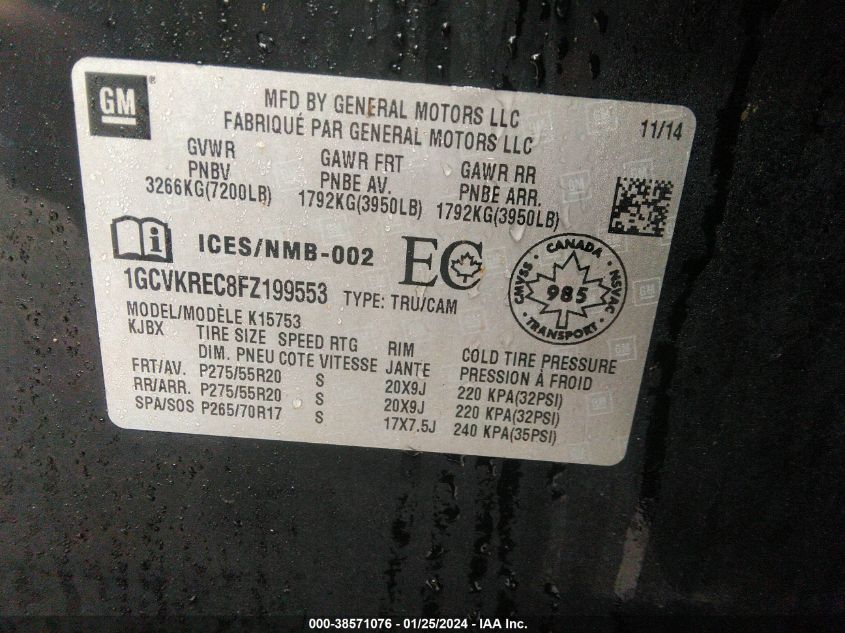 GM
MFD BY GENERAL MOTORS LLC
FABRIQUÉ PAR GENERAL MOTORS LLC
11/14
GVWR GAWR FRT GAWR RR
PNBV PNBE AV. PNBE ARR.
3266KG(7200LB) 1792KG(3950LB) 1792KG(3950LB)
ICES/NMB-002 EC
CANADA
CMVSS 985 NSVAC
TRANSPORT
1GCVKREC8FZ199553 TYPE: TRU/CAM
MODEL/MODÈLE K15753
KJBX TIRE SIZE SPEED RTG RIM COLD TIRE PRESSURE
DIM. PNEU COTE VITESSE JANTE PRESSION À FROID
FRT/AV. P275/55R20 S 20X9J 220 KPA(32PSI)
RR/ARR. P275/55R20 S 20X9J 220 KPA(32PSI)
SPA/SOS P265/70R17 S 17X7.5J 240 KPA(35PSI)
000-38571076 - 01/25/2024 - IAA Inc.